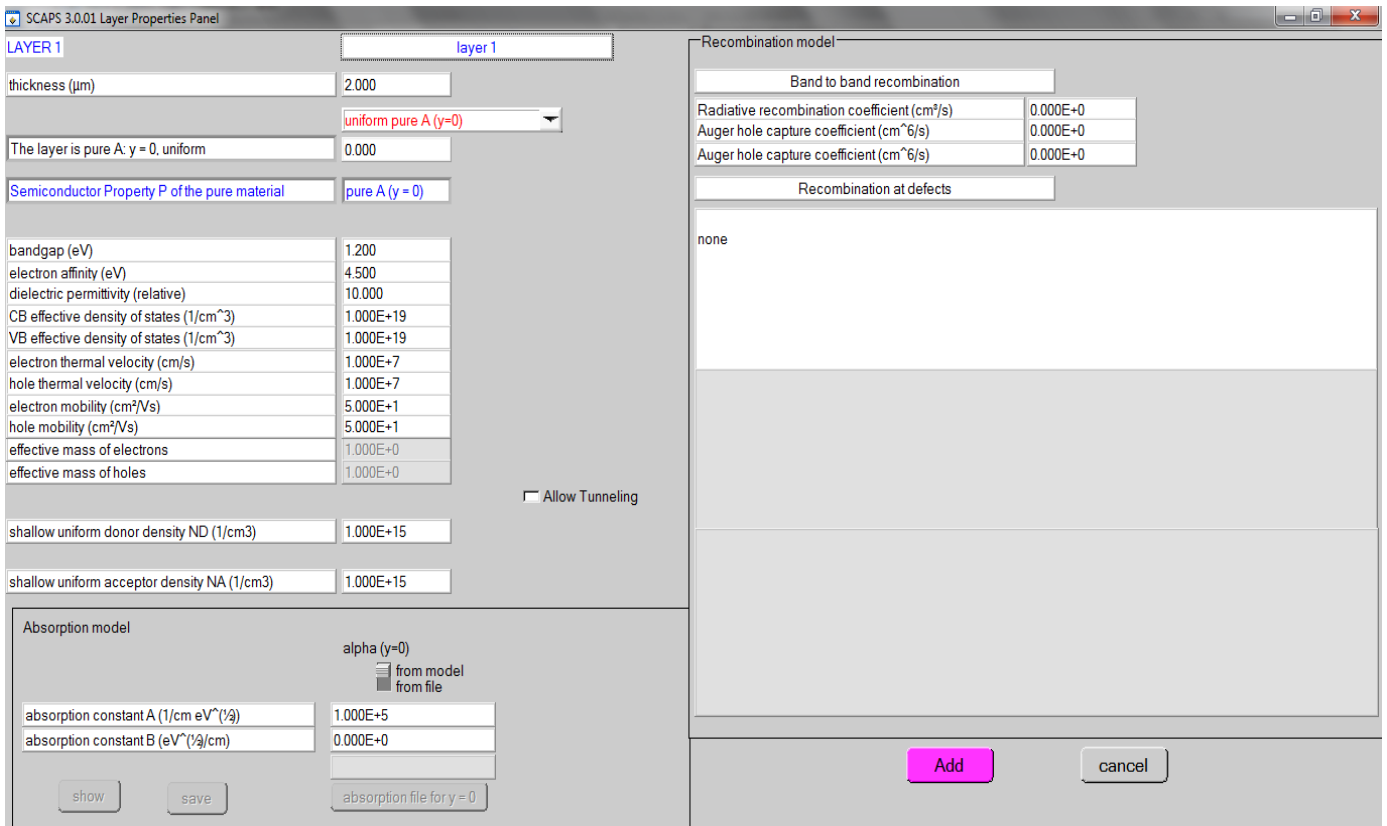 SCAPS 3.0.01 Layer Properties Panel
LAYER 1
layer 1
thickness (µm) 2.000
uniform pure A (y=0)
The layer is pure A: y = 0, uniform 0.000
Semiconductor Property P of the pure material pure A (y = 0)
bandgap (eV) 1.200
electron affinity (eV) 4.500
dielectric permittivity (relative) 10.000
CB effective density of states (1/cm^3) 1.000E+19
VB effective density of states (1/cm^3) 1.000E+19
electron thermal velocity (cm/s) 1.000E+7
hole thermal velocity (cm/s) 1.000E+7
electron mobility (cm²/Vs) 5.000E+1
hole mobility (cm²/Vs) 5.000E+1
effective mass of electrons 1.000E+0
effective mass of holes 1.000E+0
Allow Tunneling
shallow uniform donor density ND (1/cm3) 1.000E+15
shallow uniform acceptor density NA (1/cm3) 1.000E+15
Absorption model
alpha (y=0)
from model
from file
absorption constant A (1/cm eV^(½)) 1.000E+5
absorption constant B (eV^(½)/cm) 0.000E+0
show
save
absorption file for y = 0
Recombination model
Band to band recombination
Radiative recombination coefficient (cm³/s) 0.000E+0
Auger hole capture coefficient (cm^6/s) 0.000E+0
Auger hole capture coefficient (cm^6/s) 0.000E+0
Recombination at defects
none
Add
cancel